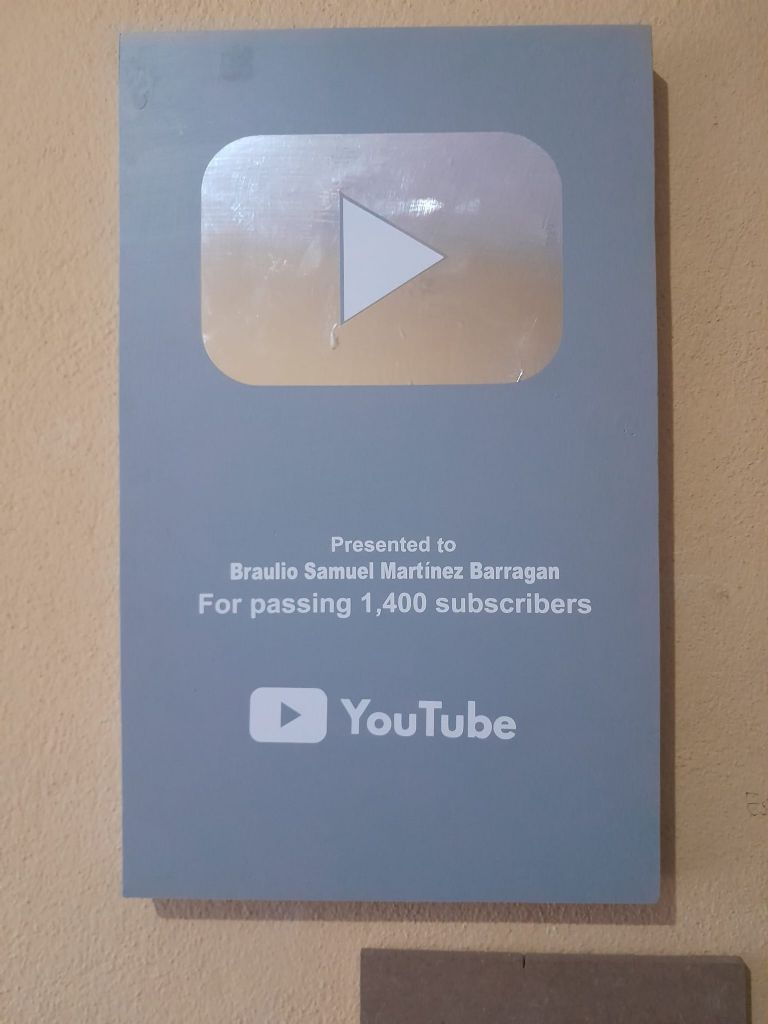 Presented to
Braulio Samuel Martínez Barragan
For passing 1,400 subscribers
YouTube